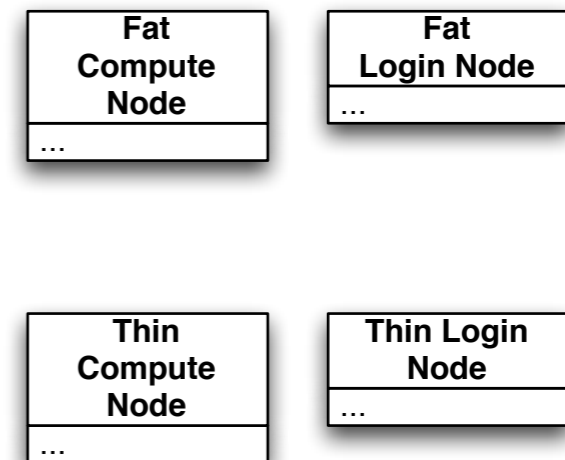 Fat
Compute
Node
...
Fat
Login Node
...
Thin
Compute
Node
...
Thin Login
Node
...